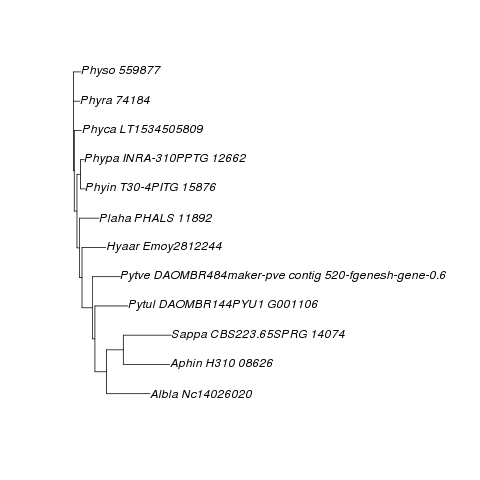 Physo 559877
Phyra 74184
Phyca LT1534505809
Phypa INRA-310PPTG 12662
Phyin T30-4PITG 15876
Plaha PHALS 11892
Hyaar Emoy2812244
Pytve DAOMBR484maker-pve contig 520-fgenesh-gene-0.6
Pytul DAOMBR144PYU1 G001106
Sappa CBS223.65SPRG 14074
Aphin H310 08626
Albla Nc14026020